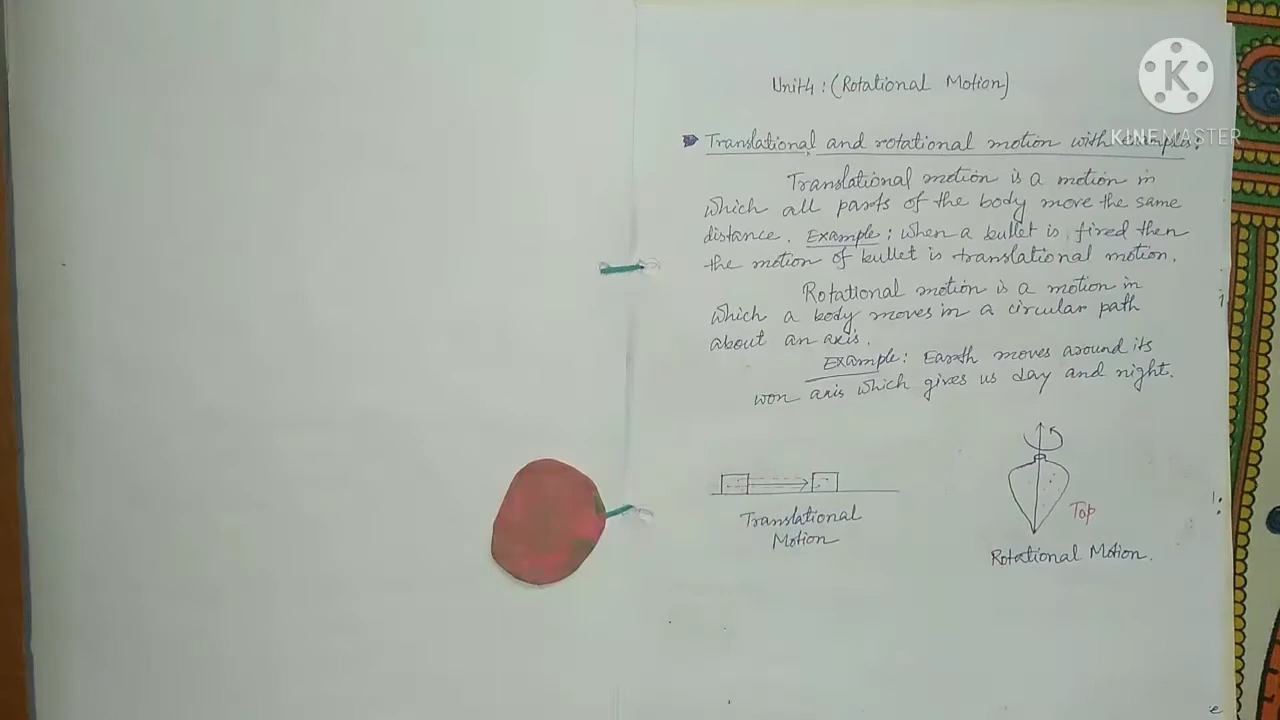 Unit4 : (Rotational Motion)
K
KINEMASTER
Translational and rotational motion with examples:
Translational motion is a motion in
which all parts of the body move the same
distance. Example: when a bullet is fired then
the motion of bullet is translational motion.
Rotational motion is a motion in
which a body moves in a circular path
about an axis.
Example: Earth moves around its
won axis which gives us day and night.
Top
Translational
Motion
Rotational Motion.